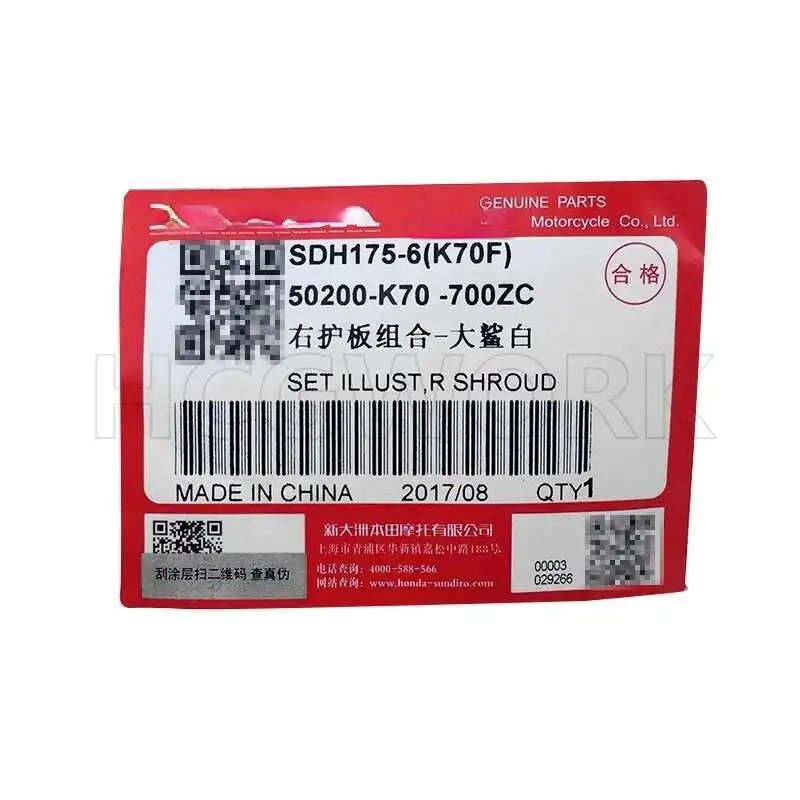 GENUINE PARTS
Motorcycle Co., Ltd.
SDH175-6(K70F)
合格
50200-K70 -700ZC
右护板组合-大鲨白
SET ILLUST,R SHROUD
HCGWORK
MADE IN CHINA 2017/08 QTY1
新大洲本田摩托有限公司
上海市青浦区华新镇嘉松中路188号
电话查询：4000-588-566
网站查询：www.honda-sundiro.com
刮涂层扫二维码 查真伪
00003
029266